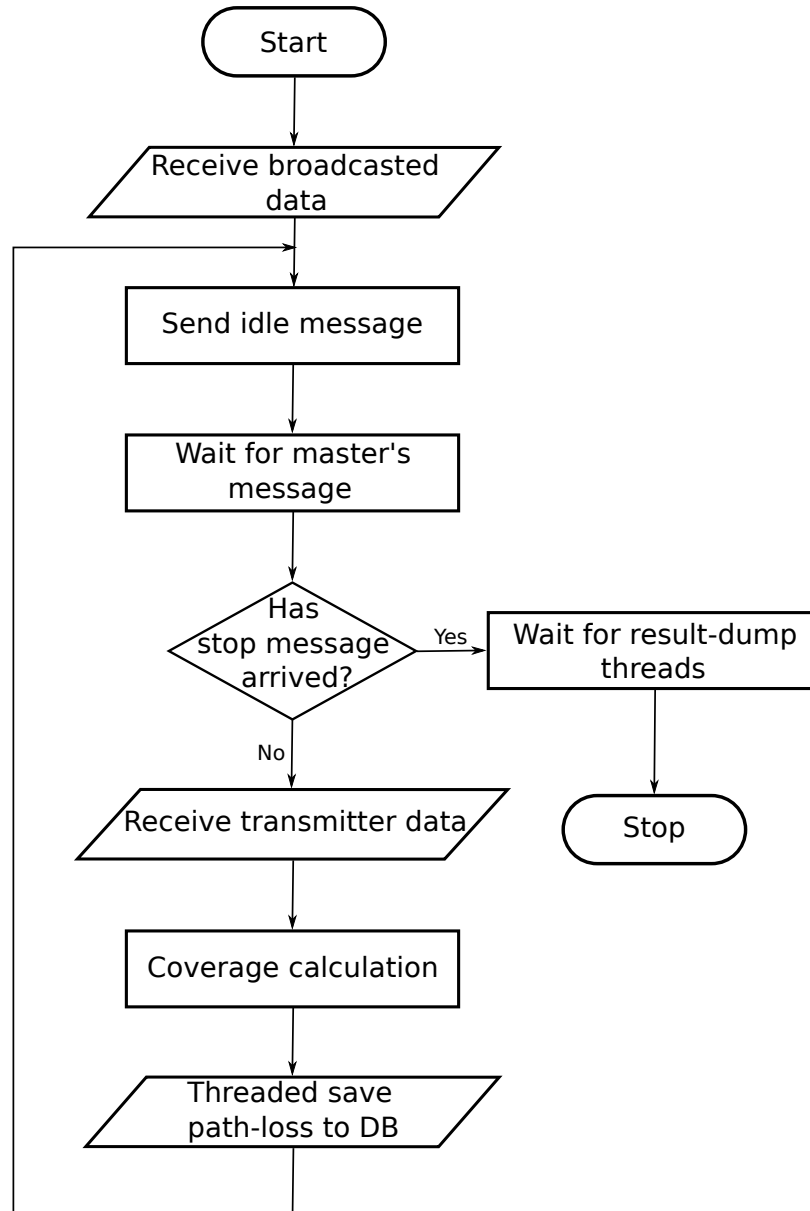 Start
Receive broadcasted
data
Send idle message
Wait for master's
message
Has
stop message
arrived?
Yes
Wait for result-dump
threads
No
Receive transmitter data
Stop
Coverage calculation
Threaded save
path-loss to DB